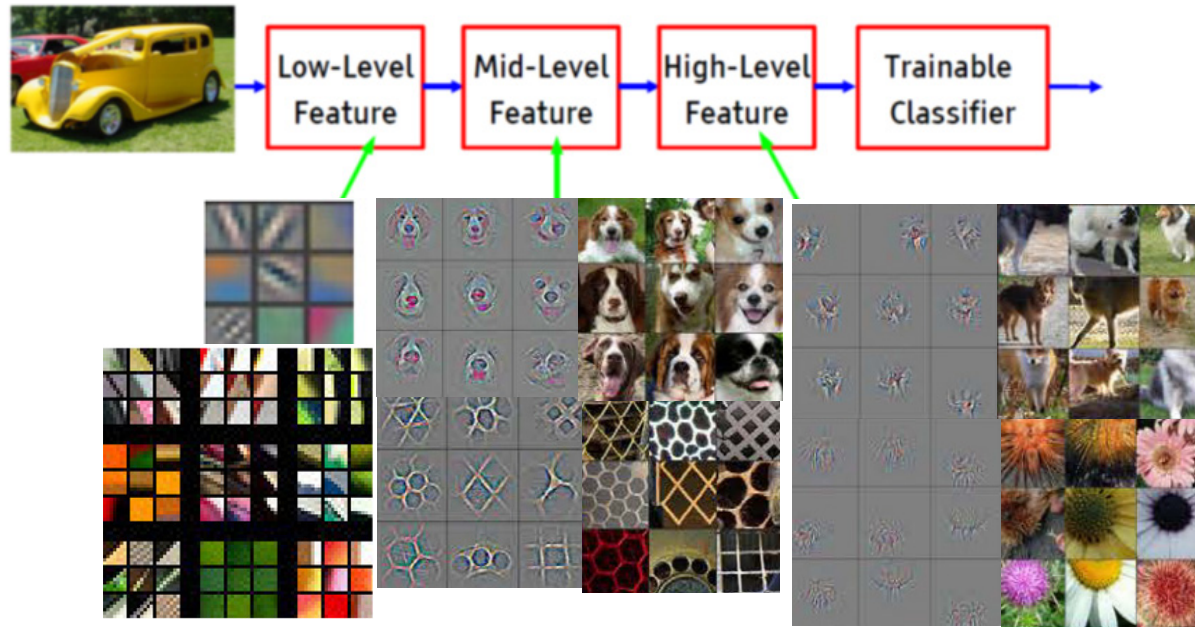 Low-Level
Feature
Mid-Level
Feature
High-Level
Feature
Trainable
Classifier